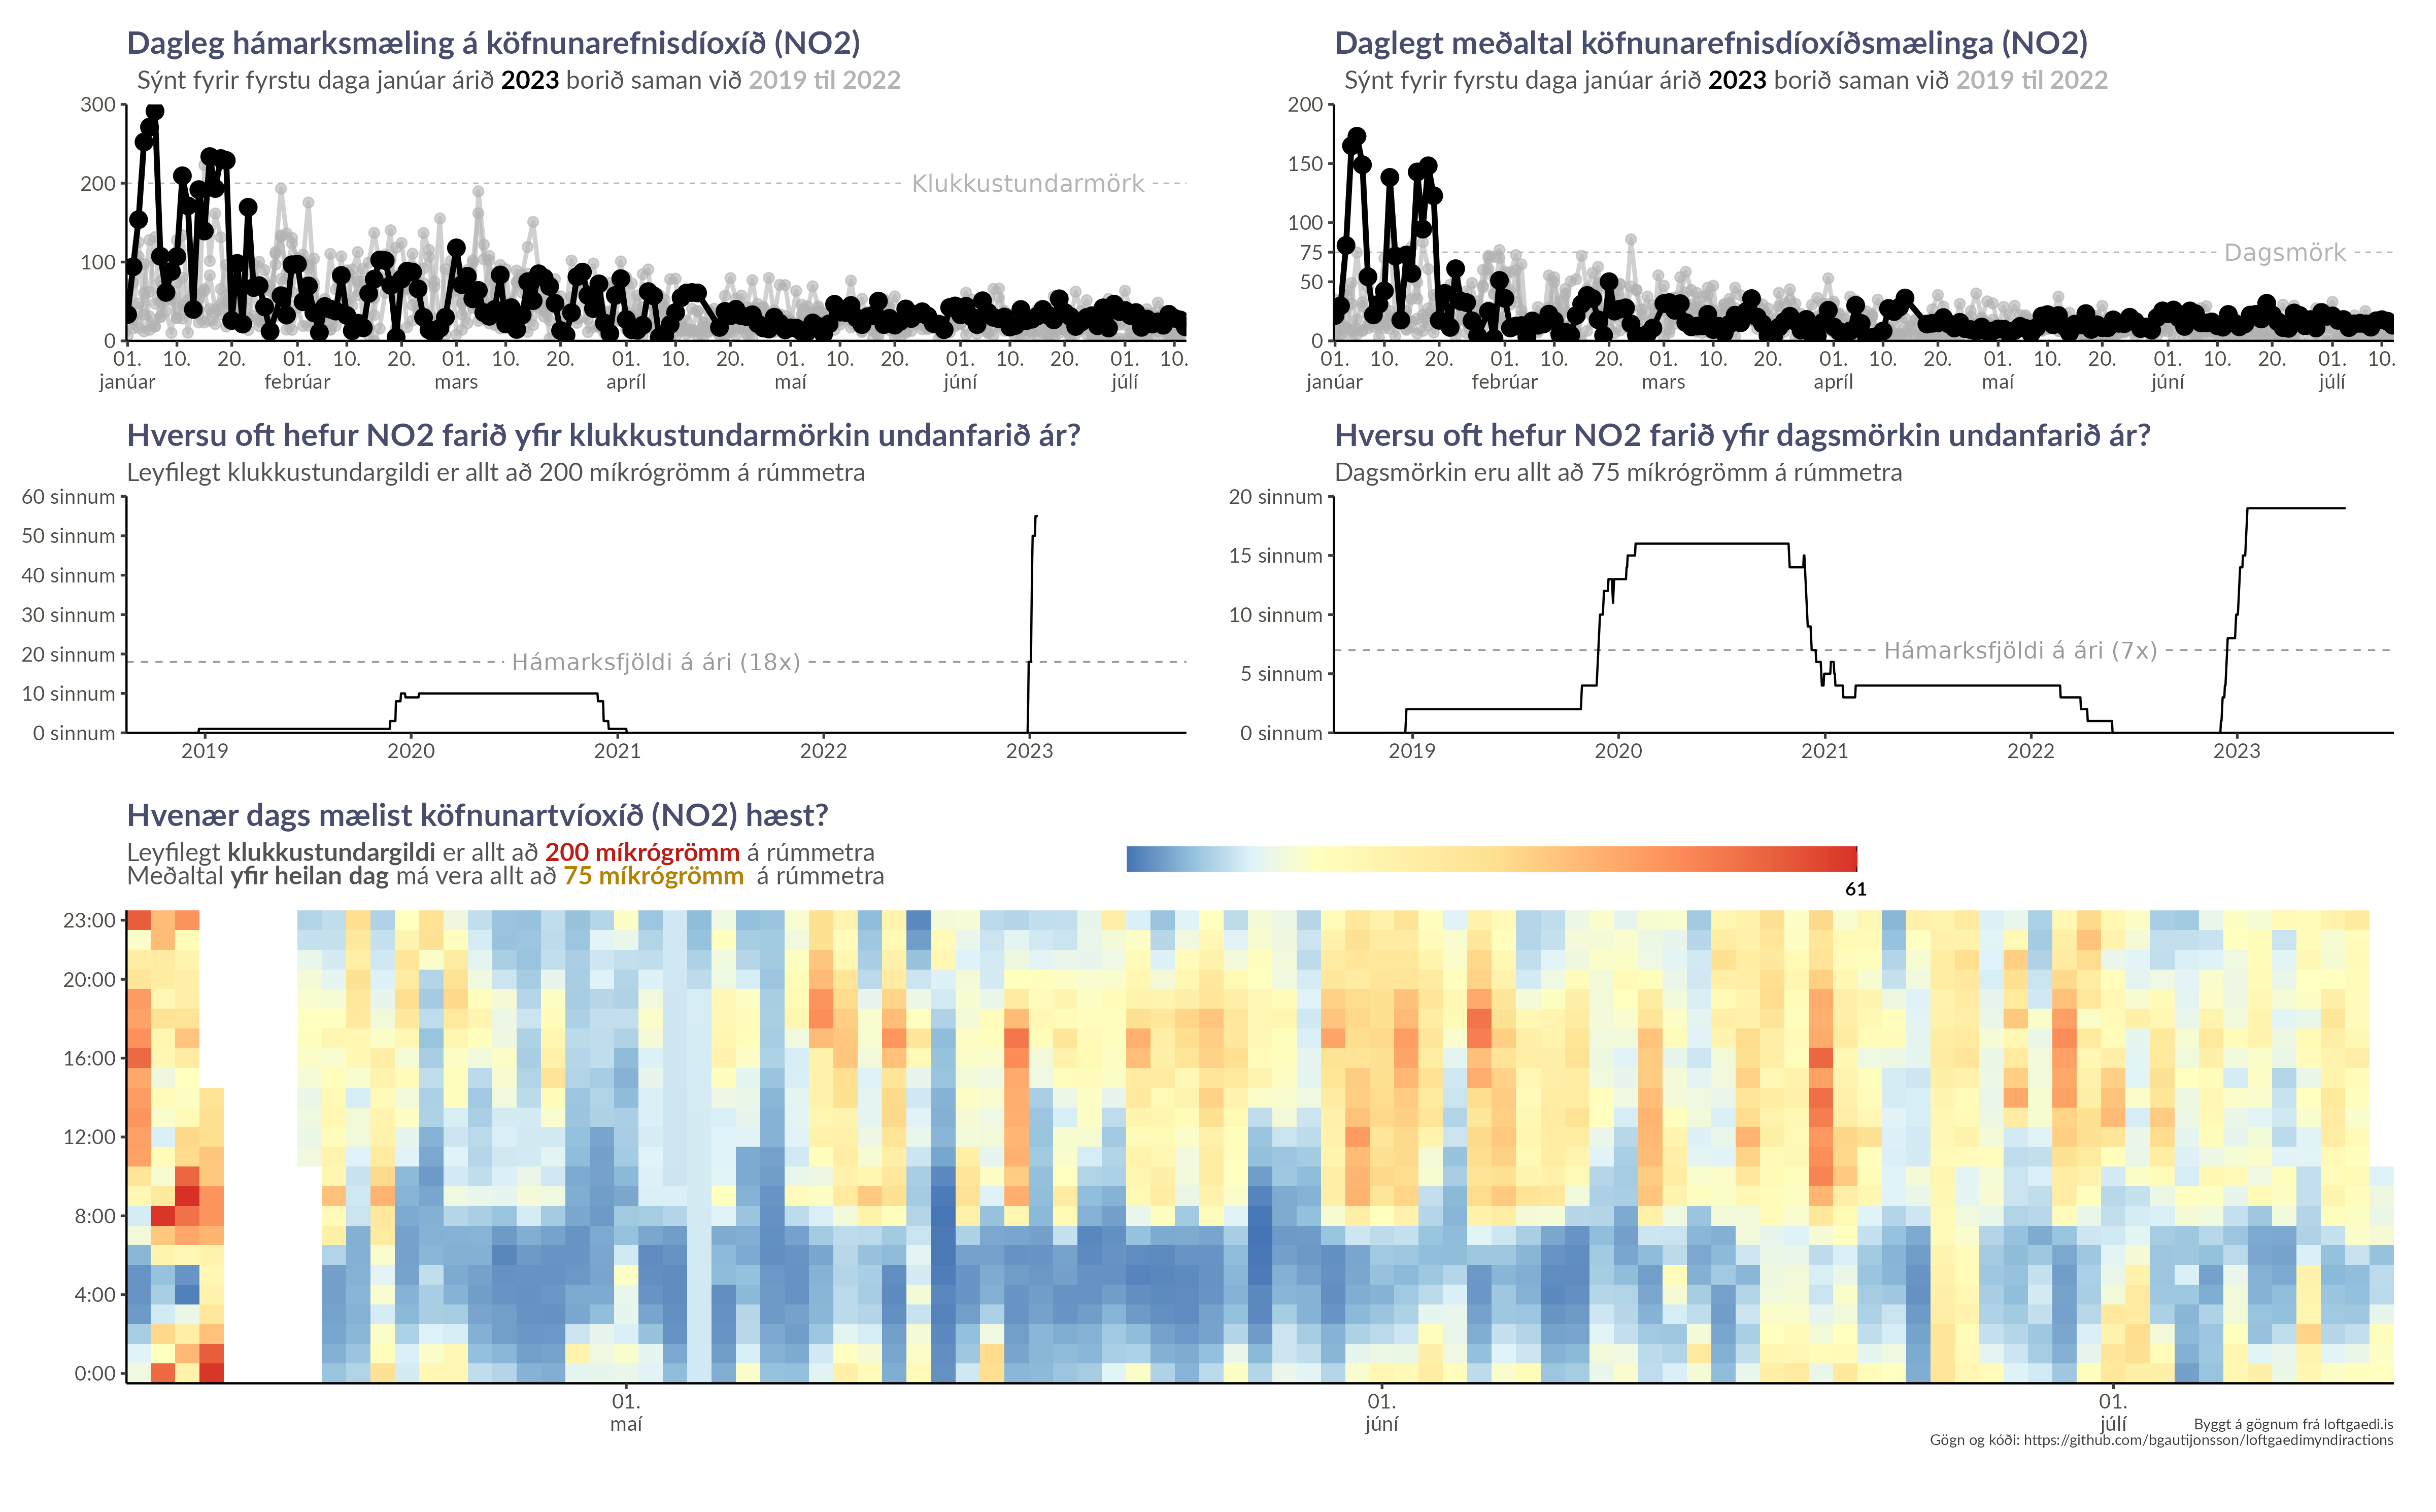 Dagleg hámarksmæling á köfnunarefnisdíoxíð (NO2)
Sýnt fyrir fyrstu daga janúar árið 2023 borið saman við 2019 til 2022
300
200
100
0
Klukkustundarmörk
01. 10. 20. 01. 10. 20. 01. 10. 20. 01. 10. 20. 01. 10. 20. 01. 10. 20. 01. 10.
janúar febrúar mars apríl maí júní júlí
Daglegt meðaltal köfnunarefnisdíoxíðsmælinga (NO2)
Sýnt fyrir fyrstu daga janúar árið 2023 borið saman við 2019 til 2022
200
150
100
75
50
0
Dagsmörk
01. 10. 20. 01. 10. 20. 01. 10. 20. 01. 10. 20. 01. 10. 20. 01. 10. 20. 01. 10.
janúar febrúar mars apríl maí júní júlí
Hversu oft hefur NO2 farið yfir klukkustundarmörkin undanfarið ár?
Leyfilegt klukkustundargildi er allt að 200 míkrógrömm á rúmmetra
60 sinnum
50 sinnum
40 sinnum
30 sinnum
20 sinnum
10 sinnum
0 sinnum
Hámarksfjöldi á ári (18x)
2019 2020 2021 2022 2023
Hversu oft hefur NO2 farið yfir dagsmörkin undanfarið ár?
Dagsmörkin eru allt að 75 míkrógrömm á rúmmetra
20 sinnum
15 sinnum
10 sinnum
5 sinnum
0 sinnum
Hámarksfjöldi á ári (7x)
2019 2020 2021 2022 2023
Hvenær dags mælist köfnunartvíoxíð (NO2) hæst?
Leyfilegt klukkustundargildi er allt að 200 míkrógrömm á rúmmetra
Meðaltal yfir heilan dag má vera allt að 75 míkrógrömm á rúmmetra
61
23:00
20:00
16:00
12:00
8:00
4:00
0:00
01. 01. 01.
maí júní júlí
Byggt á gögnum frá loftgaedi.is
Gögn og kóði: https://github.com/bgautijonsson/loftgaedimyndiractions